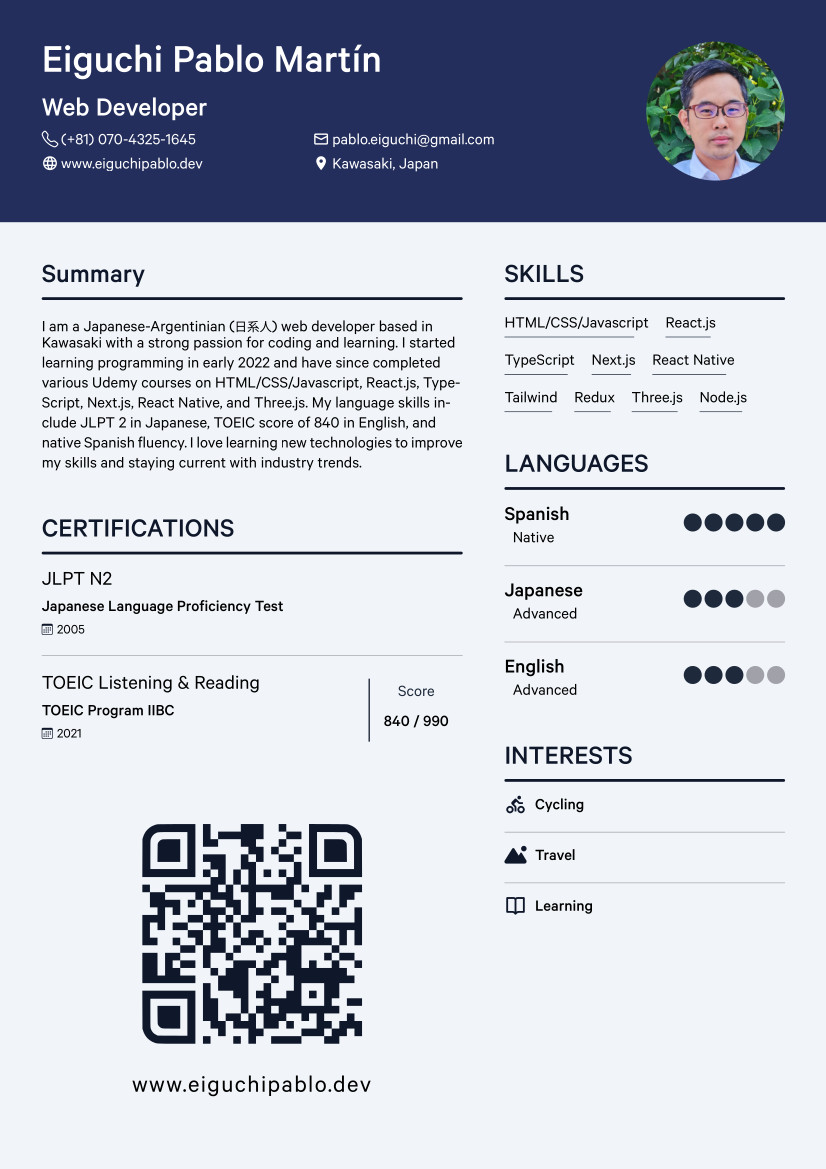 Eiguchi Pablo Martín
Web Developer
(+81) 070-4325-1645
pablo.eiguchi@gmail.com
www.eiguchipablo.dev
Kawasaki, Japan
Summary
I am a Japanese-Argentinian (日系人) web developer based in
Kawasaki with a strong passion for coding and learning. I started
learning programming in early 2022 and have since completed
various Udemy courses on HTML/CSS/Javascript, React.js, Type-
Script, Next.js, React Native, and Three.js. My language skills in-
clude JLPT 2 in Japanese, TOEIC score of 840 in English, and
native Spanish fluency. I love learning new technologies to improve
my skills and staying current with industry trends.
CERTIFICATIONS
JLPT N2
Japanese Language Proficiency Test
2005
TOEIC Listening & Reading
TOEIC Program IIBC
2021
Score
840 / 990
www.eiguchipablo.dev
SKILLS
HTML/CSS/Javascript React.js
TypeScript Next.js React Native
Tailwind Redux Three.js Node.js
LANGUAGES
Spanish
Native
Japanese
Advanced
English
Advanced
INTERESTS
Cycling
Travel
Learning